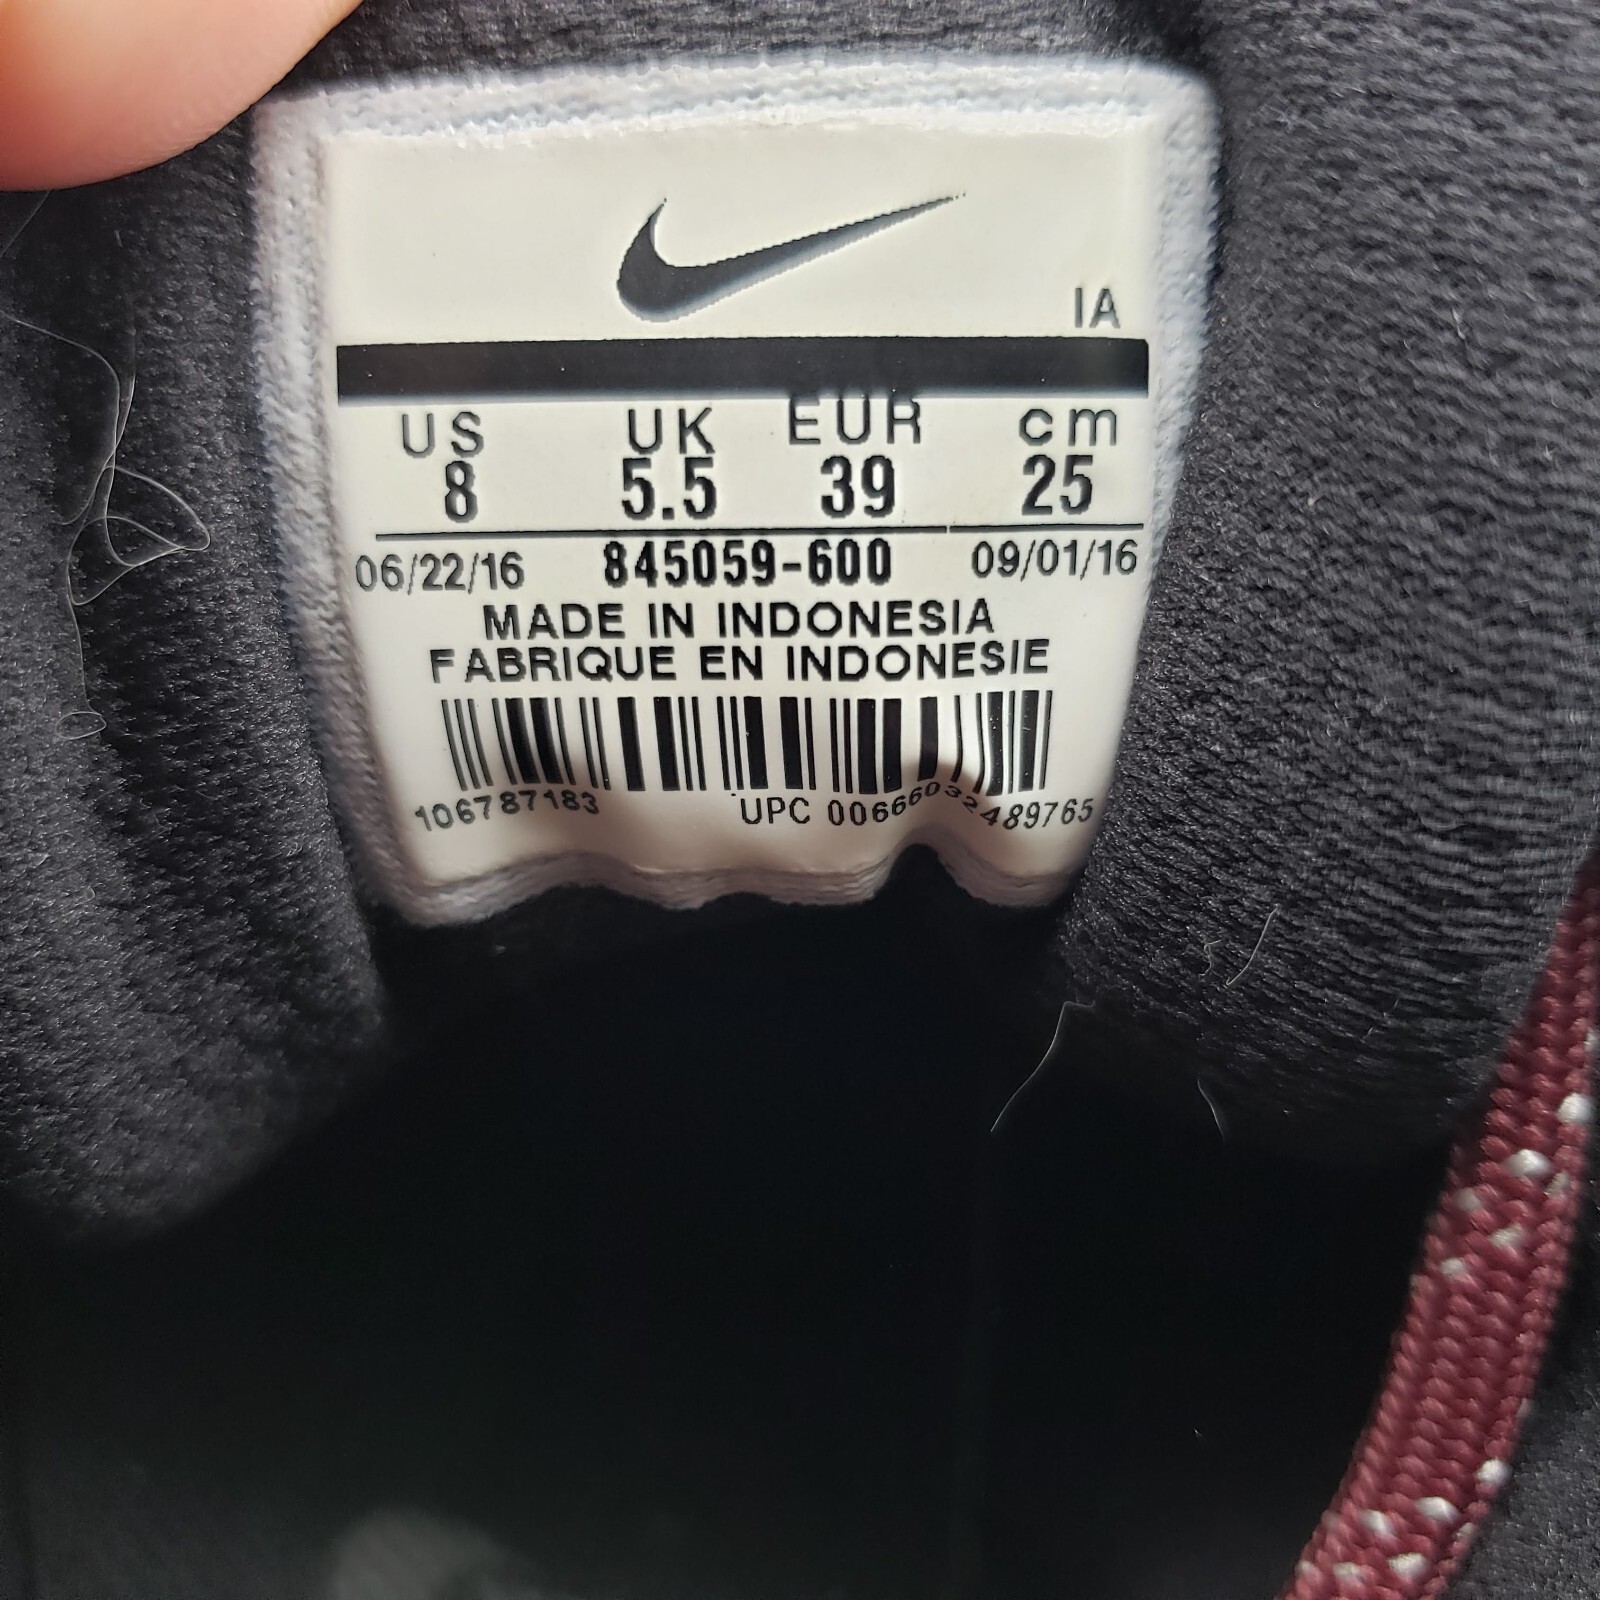 IA
US UK EUR cm
8 5.5 39 25
06/22/16 845059-600 09/01/16
MADE IN INDONESIA
FABRIQUE EN INDONESIE
106787183 UPC 00666032489765